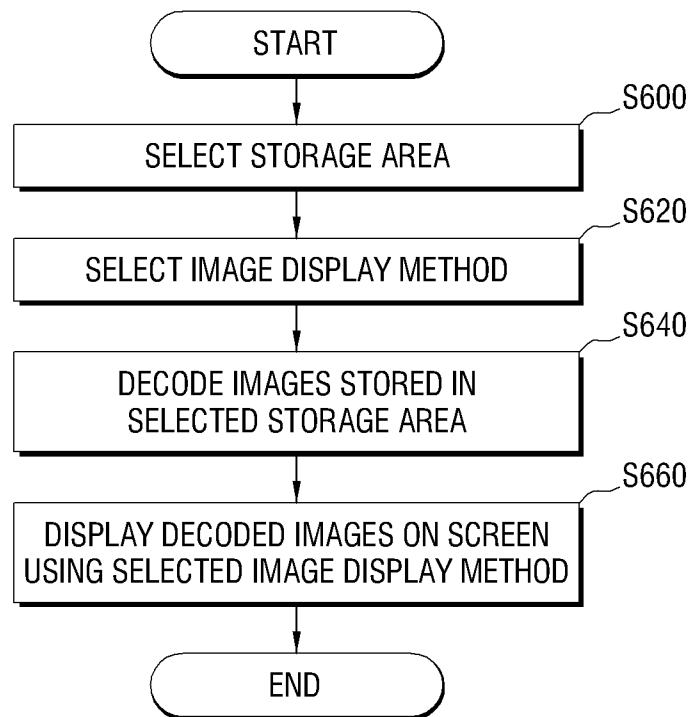 START
S600
SELECT STORAGE AREA
S620
SELECT IMAGE DISPLAY METHOD
S640
DECODE IMAGES STORED IN
SELECTED STORAGE AREA
S660
DISPLAY DECODED IMAGES ON SCREEN
USING SELECTED IMAGE DISPLAY METHOD
END